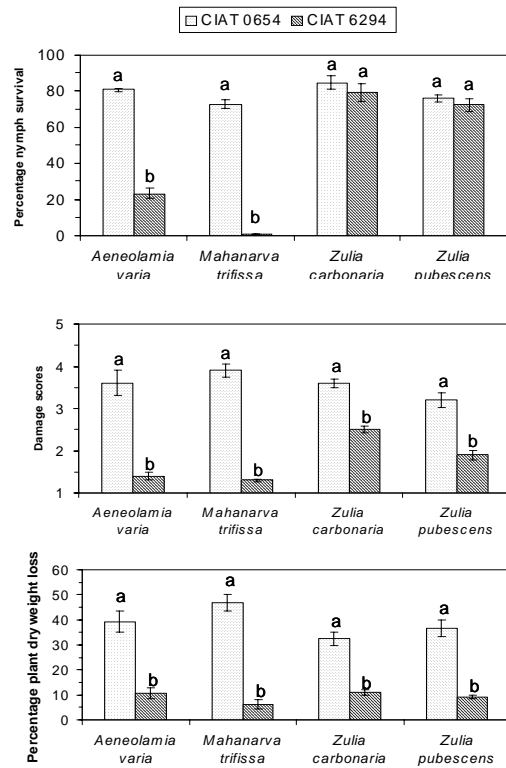 CIAT 0654 CIAT 6294
Percentage nymph survival
100
80
60
40
20
0
a b a b a a a a
Aeneolamia varia
Mahanarva trifissa
Zulia carbonaria
Zulia pubescens
Damage scores
5
4
3
2
1
a b a b a b a b
Aeneolamia varia
Mahanarva trifissa
Zulia carbonaria
Zulia pubescens
Percentage plant dry weight loss
60
50
40
30
20
10
0
a b a b a b a b
Aeneolamia varia
Mahanarva trifissa
Zulia carbonaria
Zulia pubescens